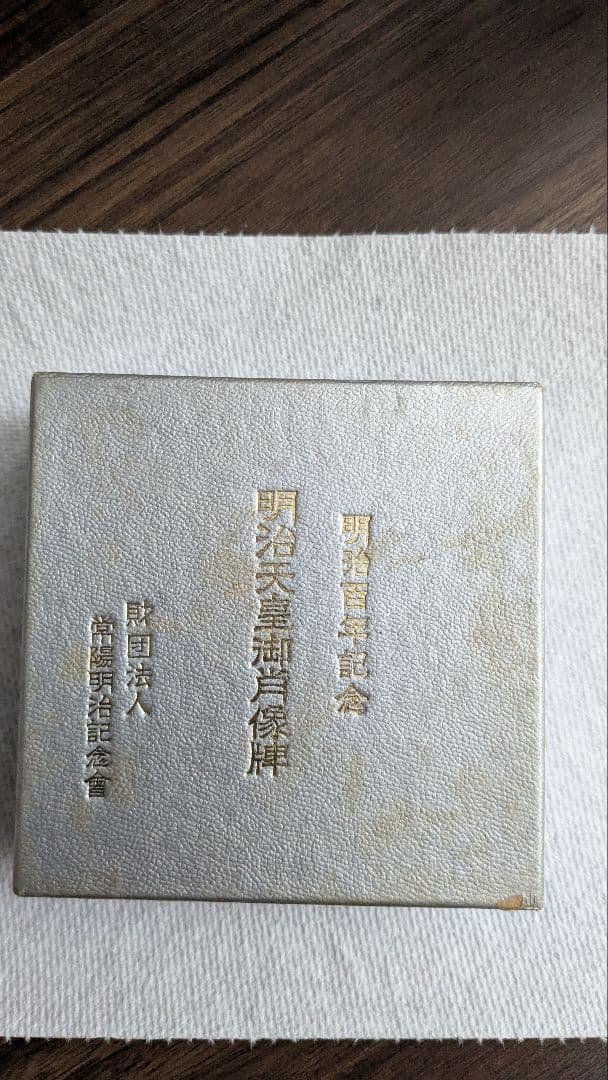 明治百年記念
明治天皇御肖像牌
財団法人
常陽明治記念會